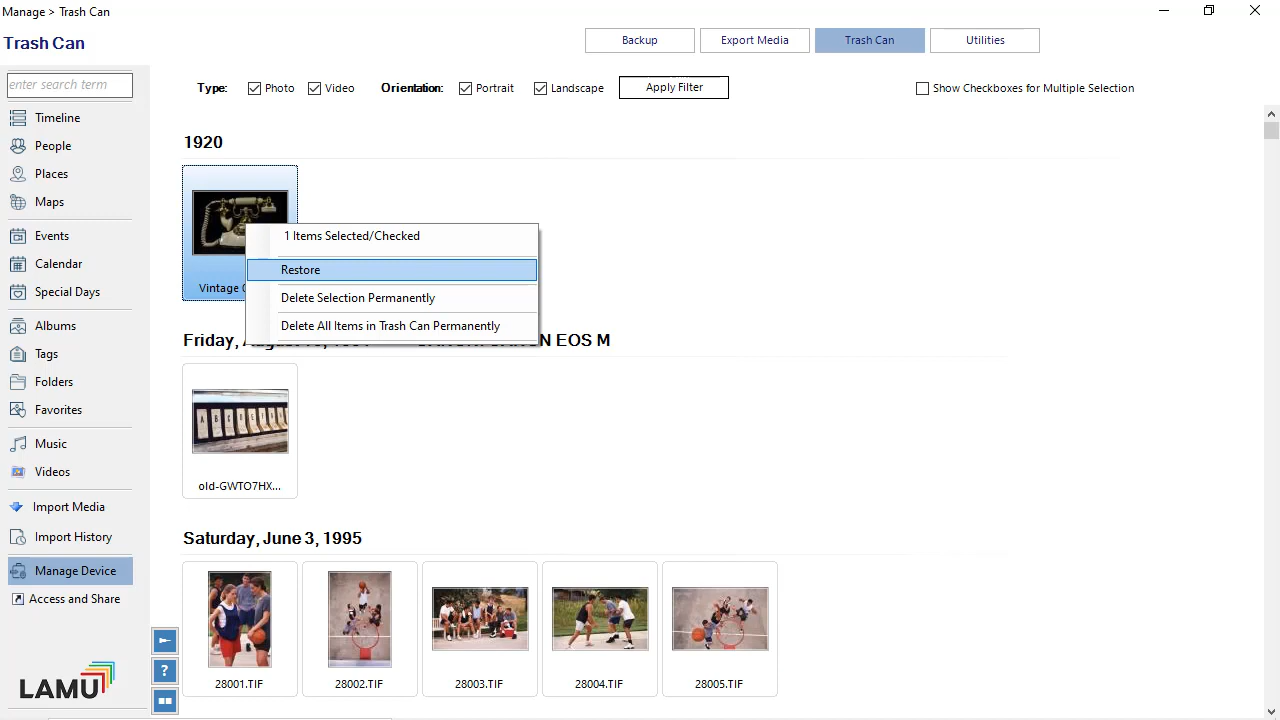 Manage > Trash Can
Trash Can
Backup
Export Media
Trash Can
Utilities
enter search term
Type:
Photo
Video
Orientation:
Portrait
Landscape
Apply Filter
Show Checkboxes for Multiple Selection
Timeline
People
Places
Maps
Events
Calendar
Special Days
Albums
Tags
Folders
Favorites
Music
Videos
Import Media
Import History
Manage Device
Access and Share
LAMU
?
1920
Vintage
1 Items Selected/Checked
Restore
Delete Selection Permanently
Delete All Items in Trash Can Permanently
Friday, EOS M
A B C D E
old-GWTO7HX...
Saturday, June 3, 1995
28001.TIF
28002.TIF
28003.TIF
28004.TIF
28005.TIF